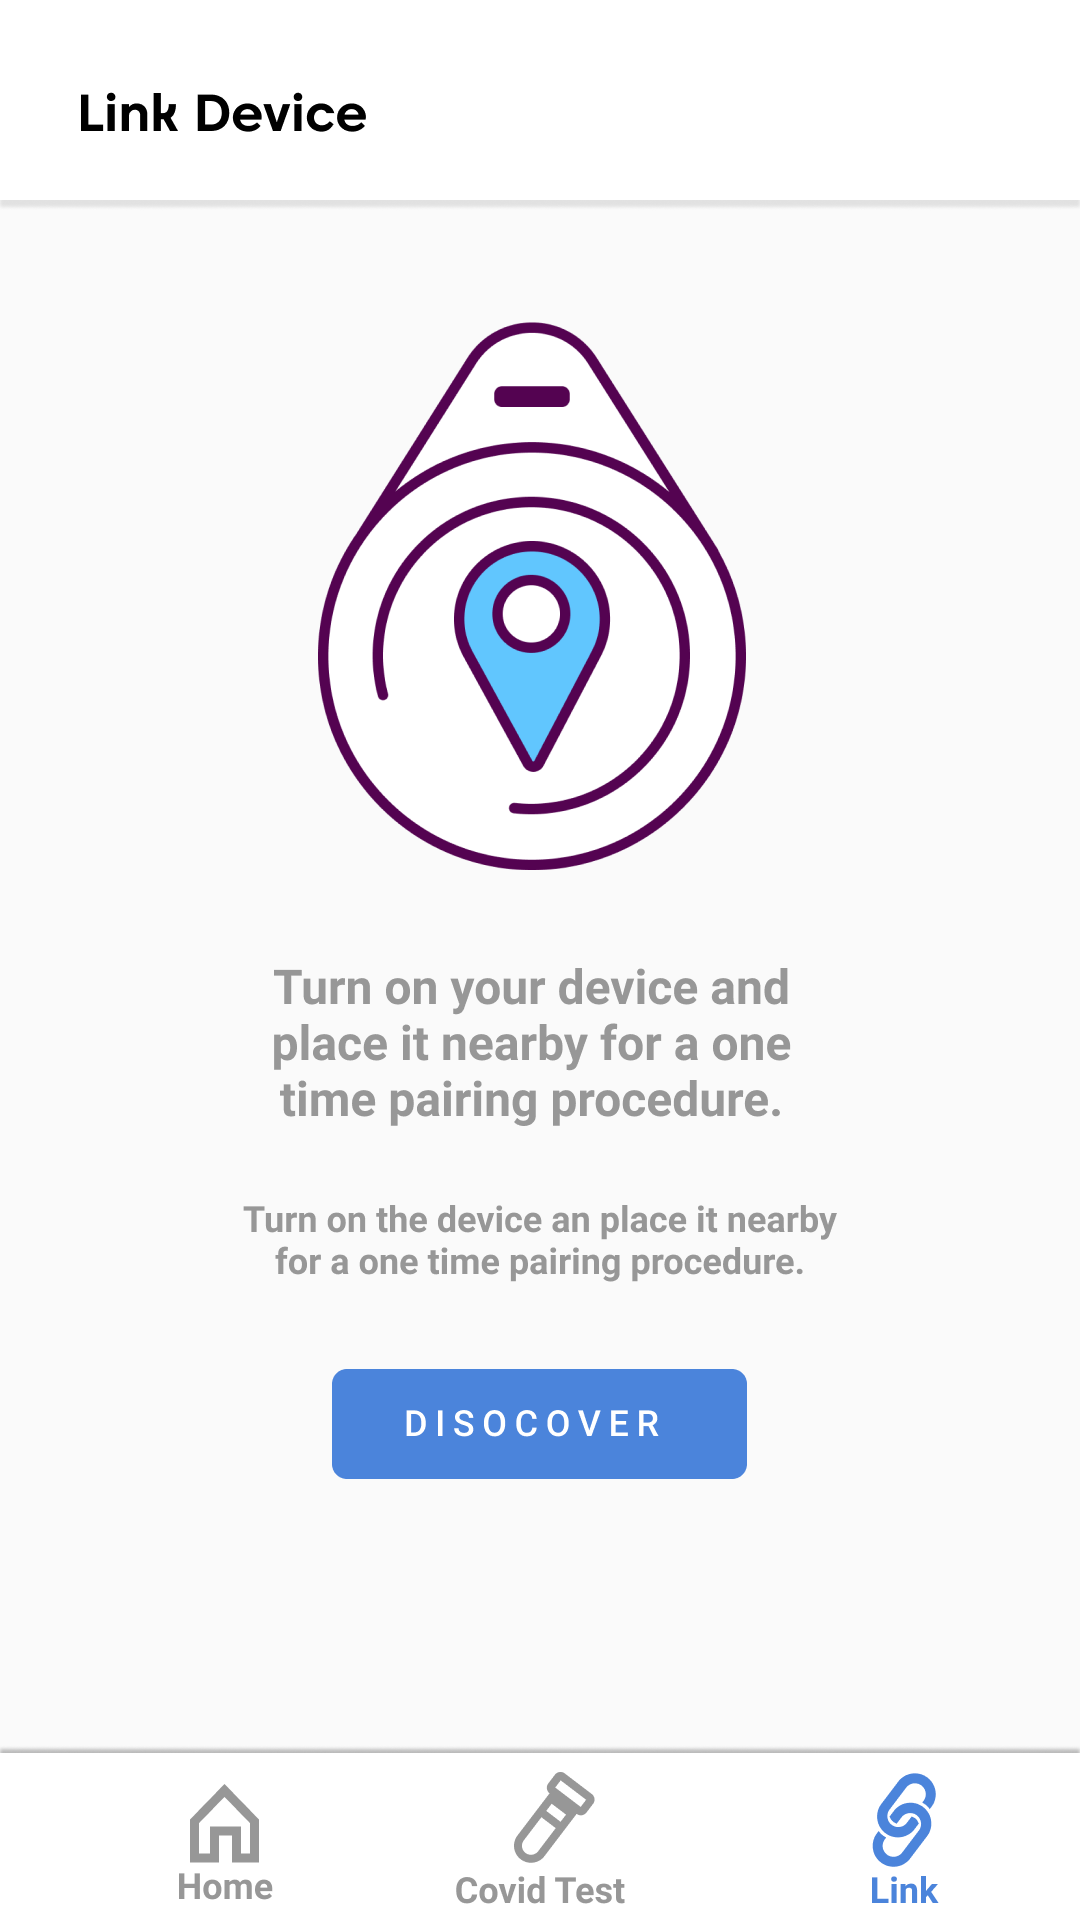 Link Device
Turn on your device and
place it nearby for a one
time pairing procedure.
Turn on the device an place it nearby
for a one time pairing procedure.
DISOCOVER
Home
Covid Test
Link